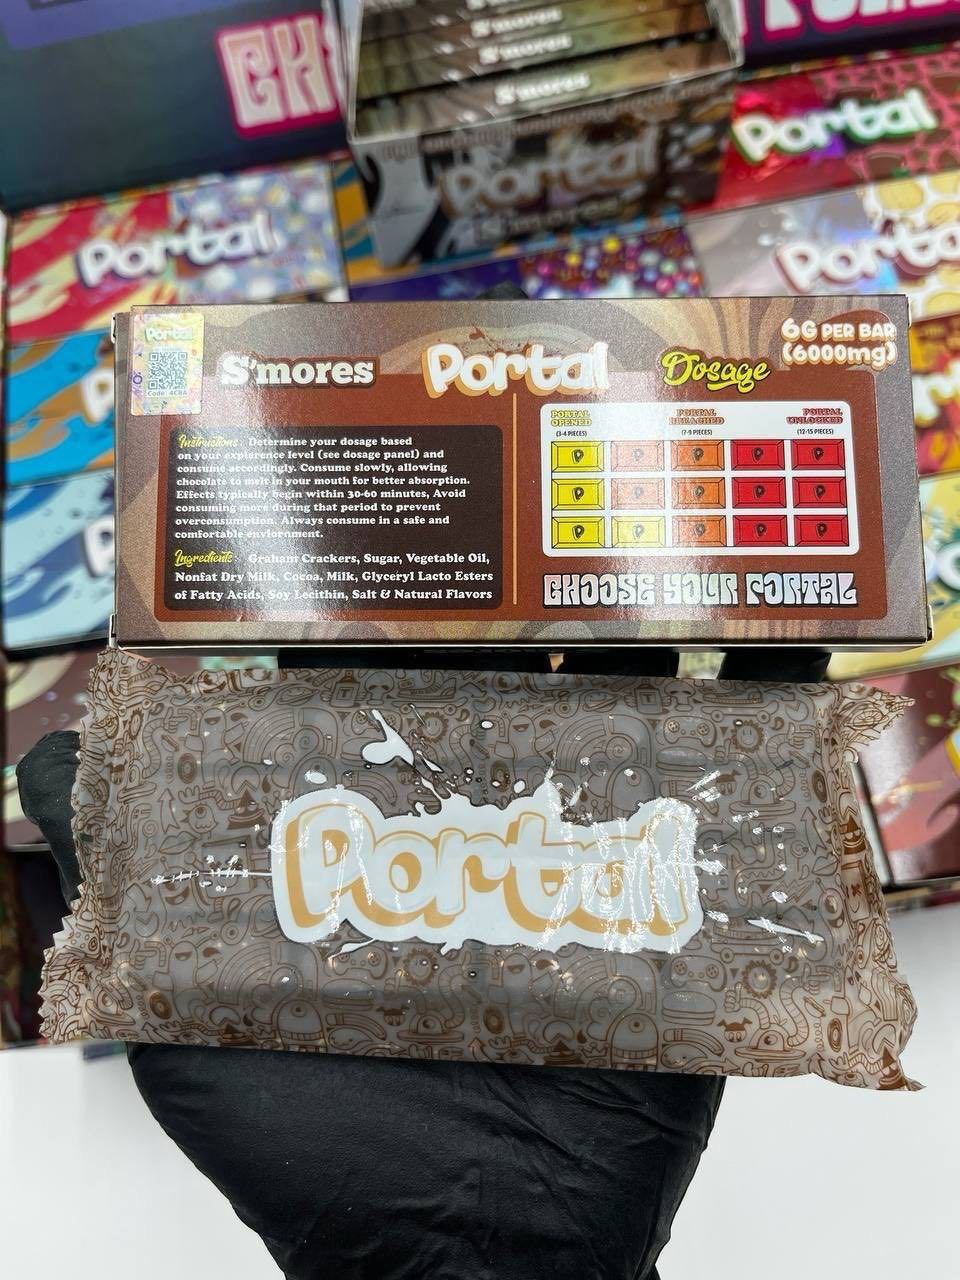 S'mores
S'mores
S'mores
Portal
S'mores
Portal
Portal
Portal
S'mores
Portal
Dosage
6G PER BAR
(6000mg)
Instructions: Determine your dosage based
on your experience level (see dosage panel) and
consume accordingly. Consume slowly, allowing
chocolate to melt in your mouth for better absorption.
Effects typically begin within 30-60 minutes, Avoid
consuming more during that period to prevent
overconsumption. Always consume in a safe and
comfortable enviornment.
Ingredients: Graham Crackers, Sugar, Vegetable Oil,
Nonfat Dry Milk, Cocoa, Milk, Glyceryl Lacto Esters
of Fatty Acids, Soy Lecithin, Salt & Natural Flavors
PORTAL
OPENED
(3-4 PIECES)
PORTAL
REACHED
(7-9 PIECES)
PORTAL
UNLOCKED
(12-15 PIECES)
P P P P P
P P P P P
P P P P P
CHOOSE YOUR PORTAL
Portal